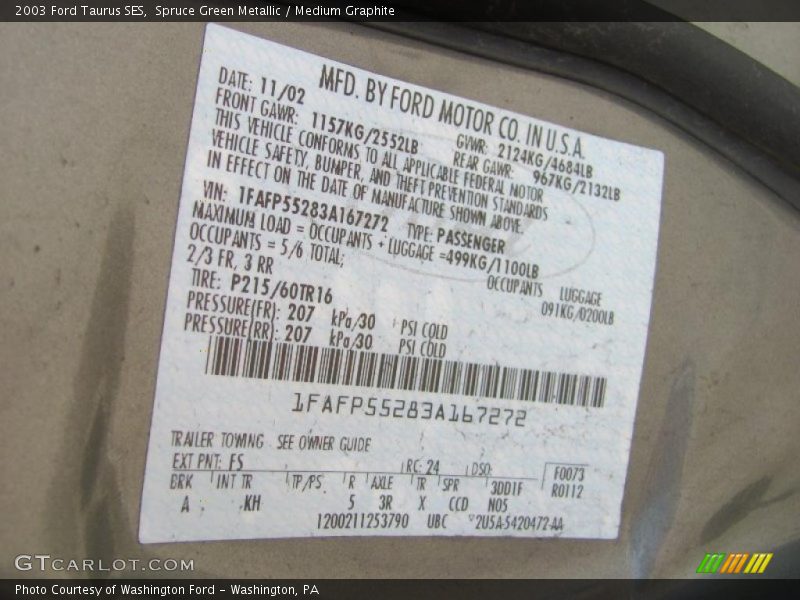 2003 Ford Taurus SES, Spruce Green Metallic / Medium Graphite
MFD. BY FORD MOTOR CO. IN U.S.A.
DATE: 11/02 GVWR: 2124KG/4684LB
FRONT GAWR: 1157KG/2552LB REAR GAWR: 967KG/2132LB
THIS VEHICLE CONFORMS TO ALL APPLICABLE FEDERAL MOTOR
VEHICLE SAFETY, BUMPER, AND THEFT PREVENTION STANDARDS
IN EFFECT ON THE DATE OF MANUFACTURE SHOWN ABOVE.
VIN: 1FAFP55283A167272 TYPE: PASSENGER
MAXIMUM LOAD = OCCUPANTS + LUGGAGE =499KG/1100LB
OCCUPANTS = 5/6 TOTAL; OCCUPANTS LUGGAGE
2/3 FR, 3 RR 091KG/0200LB
TIRE: P215/60TR16
PRESSURE(FR): 207 kPa/30 PSI COLD
PRESSURE(RR): 207 kPa/30 PSI COLD
1FAFP55283A167272
TRAILER TOWING - SEE OWNER GUIDE
EXT PNT: FS RC: 24 DSO: F0073
BRK INT TR TP/PS R AXLE TR SPR 3DD1F R0112
A KH 5 3R X CCD N05
1200211253790 UBC 2U5A-5420472-AA
GTCARLOT.COM
Photo Courtesy of Washington Ford - Washington, PA